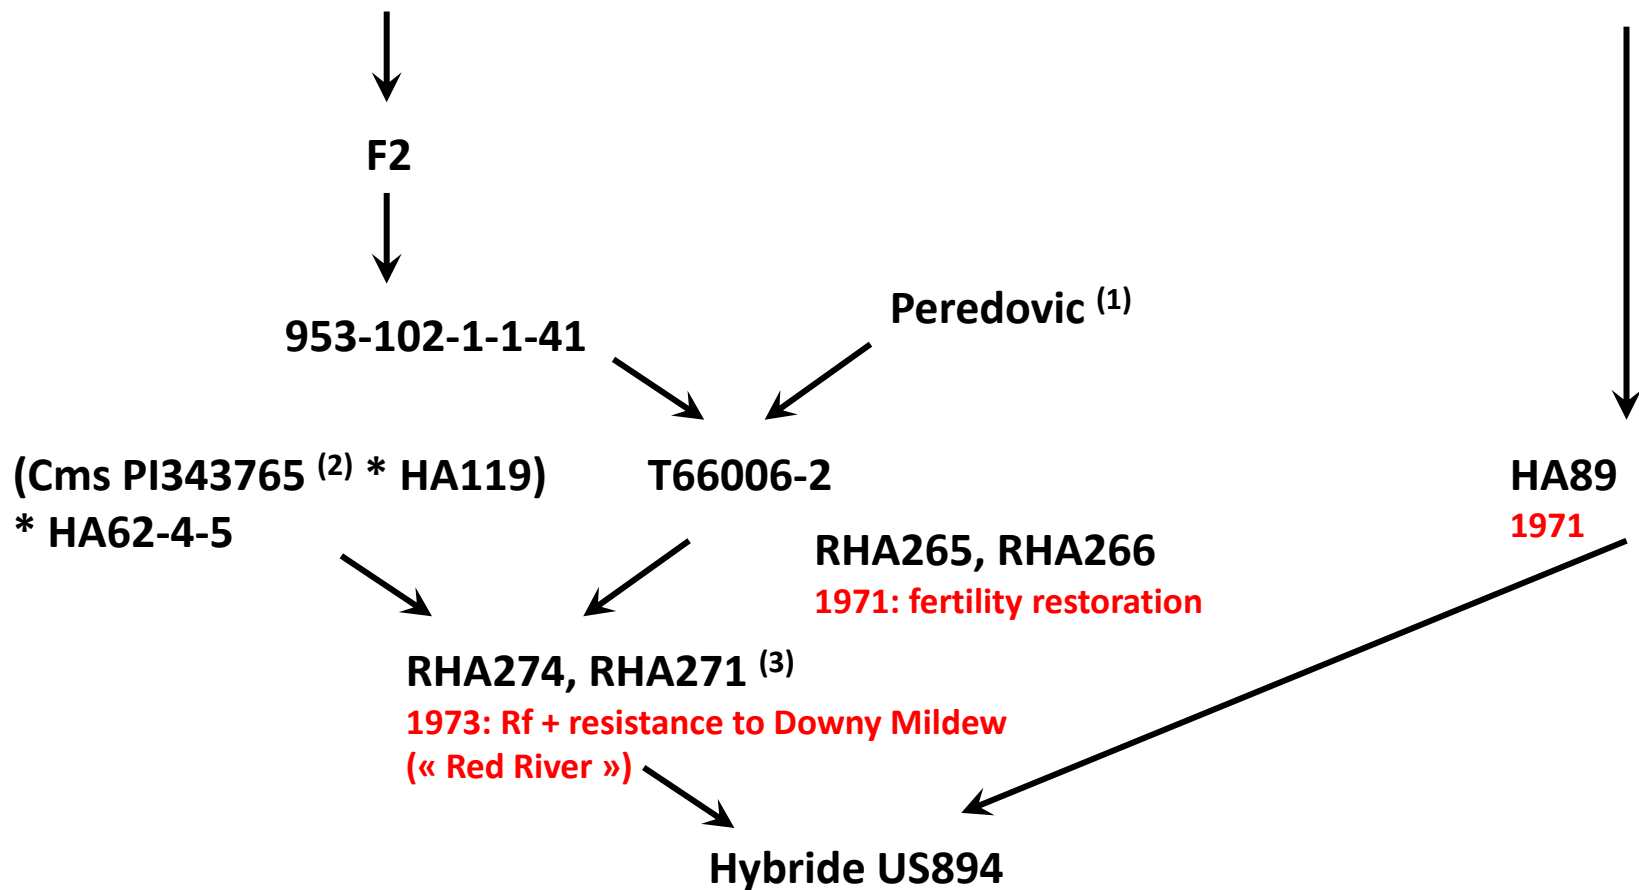 F2
953-102-1-1-41
Peredovic (1)
(Cms PI343765 (2) * HA119)
* HA62-4-5
T66006-2
HA89
1971
RHA265, RHA266
1971: fertility restoration
RHA274, RHA271 (3)
1973: Rf + resistance to Downy Mildew
(« Red River »)
Hybride US894